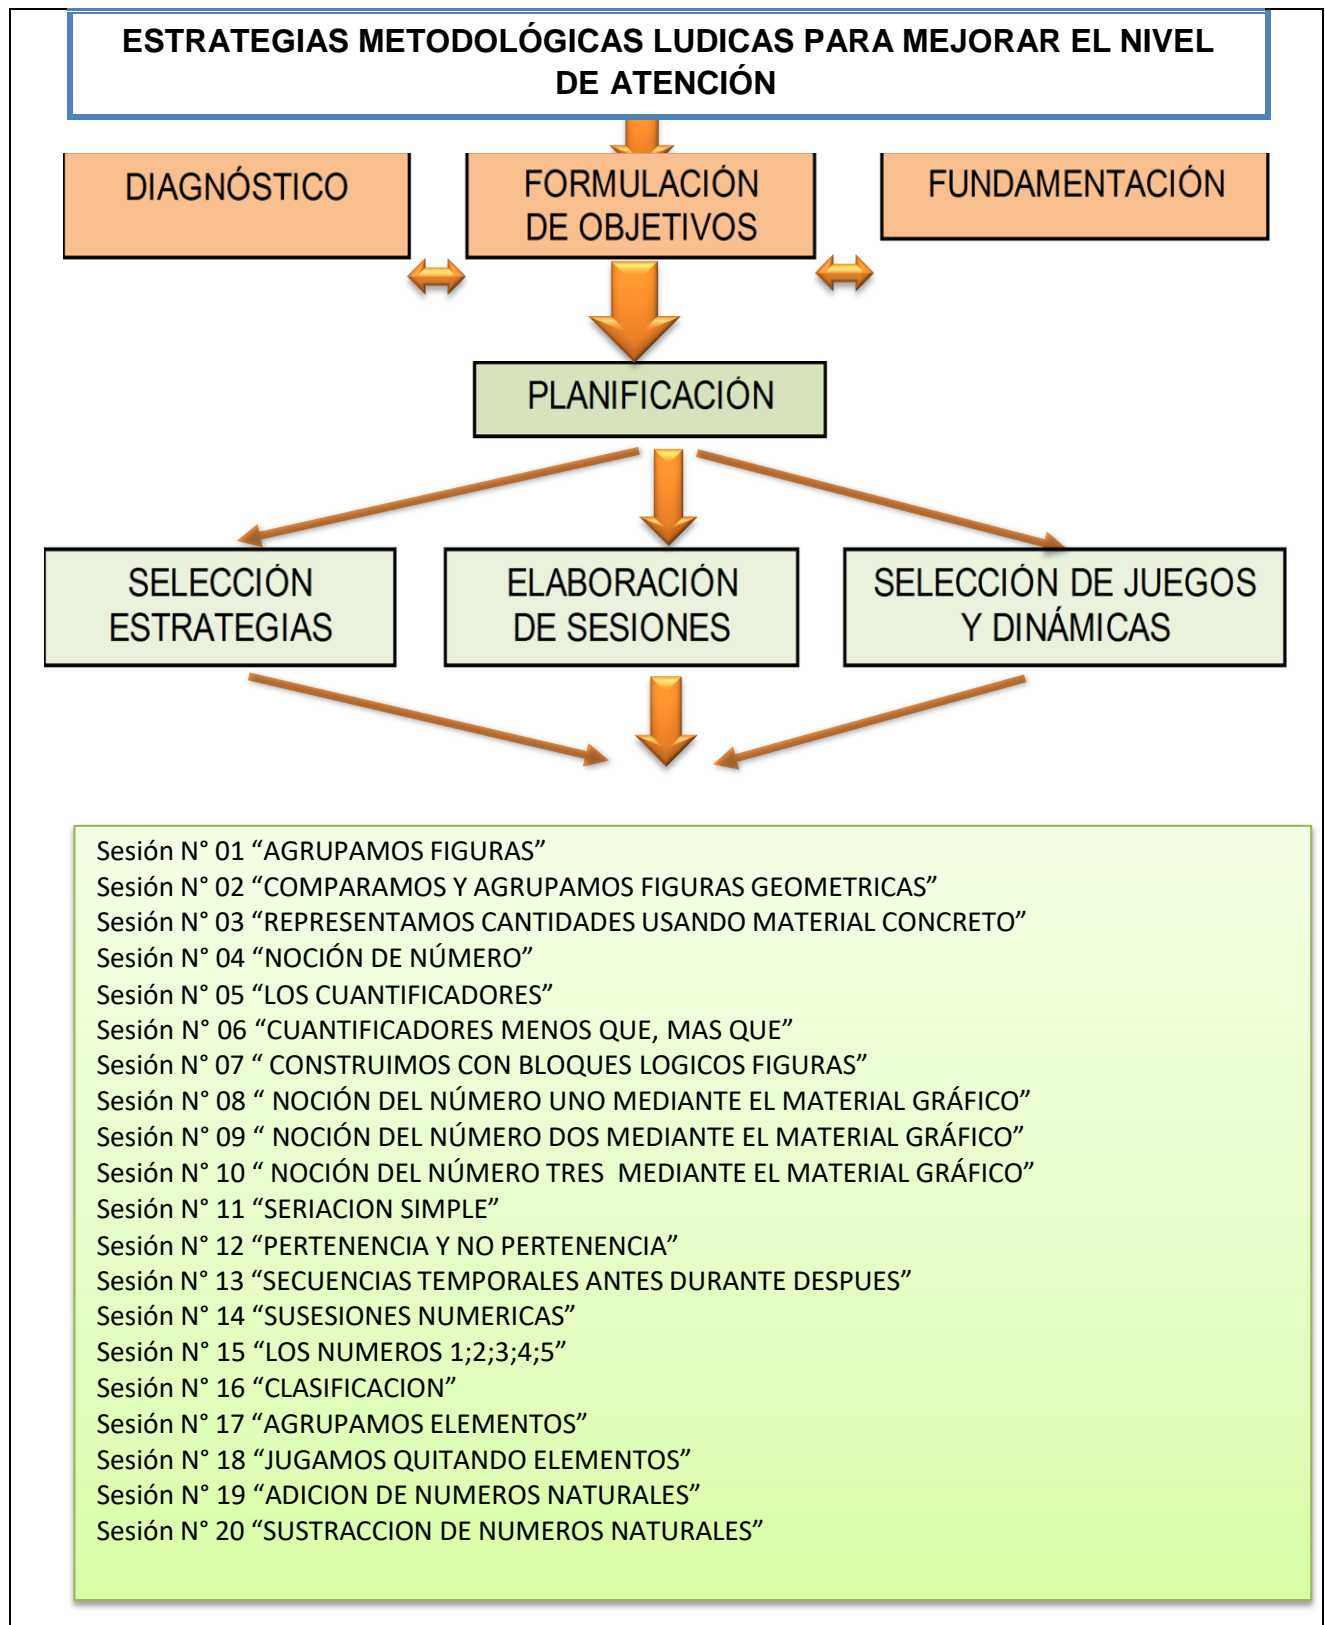 ESTRATEGIAS METODOLÓGICAS LUDICAS PARA MEJORAR EL NIVEL
DE ATENCIÓN
DIAGNÓSTICO
FORMULACIÓN
DE OBJETIVOS
FUNDAMENTACIÓN
PLANIFICACIÓN
SELECCIÓN
ESTRATEGIAS
ELABORACIÓN
DE SESIONES
SELECCIÓN DE JUEGOS
Y DINÁMICAS
Sesión N° 01 “AGRUPAMOS FIGURAS”
Sesión N° 02 “COMPARAMOS Y AGRUPAMOS FIGURAS GEOMETRICAS”
Sesión N° 03 “REPRESENTAMOS CANTIDADES USANDO MATERIAL CONCRETO”
Sesión N° 04 “NOCIÓN DE NÚMERO”
Sesión N° 05 “LOS CUANTIFICADORES”
Sesión N° 06 “CUANTIFICADORES MENOS QUE, MAS QUE”
Sesión N° 07 “ CONSTRUIMOS CON BLOQUES LOGICOS FIGURAS”
Sesión N° 08 “ NOCIÓN DEL NÚMERO UNO MEDIANTE EL MATERIAL GRÁFICO”
Sesión N° 09 “ NOCIÓN DEL NÚMERO DOS MEDIANTE EL MATERIAL GRÁFICO”
Sesión N° 10 “ NOCIÓN DEL NÚMERO TRES  MEDIANTE EL MATERIAL GRÁFICO”
Sesión N° 11 “SERIACION SIMPLE”
Sesión N° 12 “PERTENENCIA Y NO PERTENENCIA”
Sesión N° 13 “SECUENCIAS TEMPORALES ANTES DURANTE DESPUES”
Sesión N° 14 “SUSESIONES NUMERICAS”
Sesión N° 15 “LOS NUMEROS 1;2;3;4;5”
Sesión N° 16 “CLASIFICACION”
Sesión N° 17 “AGRUPAMOS ELEMENTOS”
Sesión N° 18 “JUGAMOS QUITANDO ELEMENTOS”
Sesión N° 19 “ADICION DE NUMEROS NATURALES”
Sesión N° 20 “SUSTRACCION DE NUMEROS NATURALES”